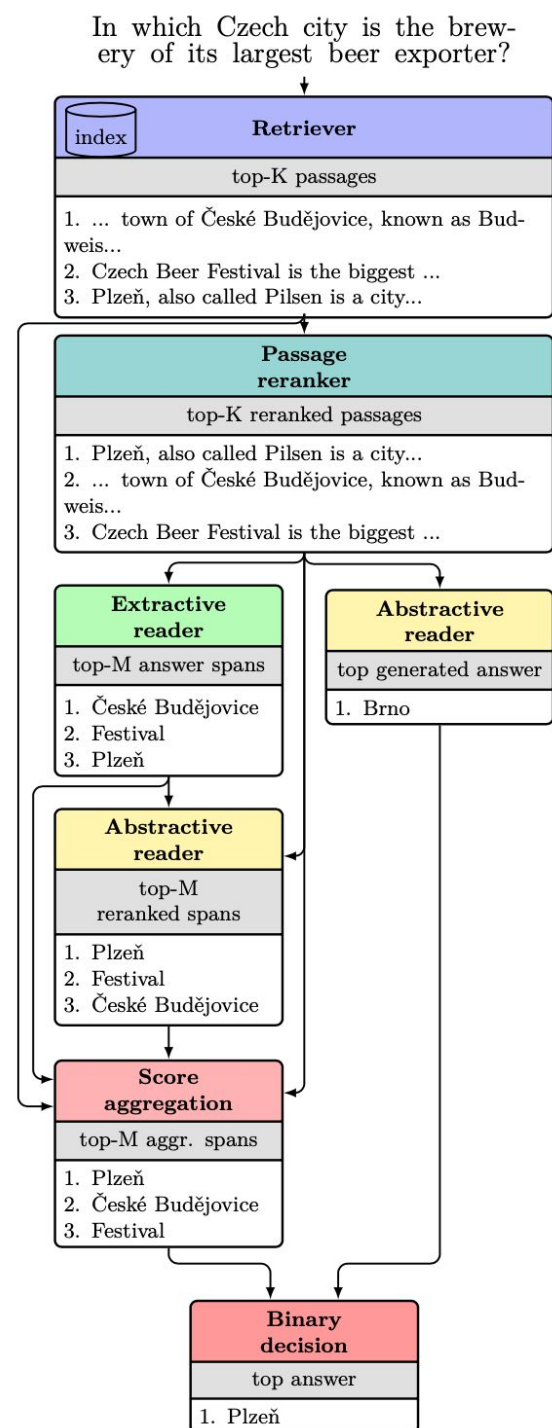 In which Czech city is the brew-
ery of its largest beer exporter?
index
Retriever
top-K passages
1. ... town of České Budějovice, known as Bud-
weis...
2. Czech Beer Festival is the biggest ...
3. Plzeň, also called Pilsen is a city...
Passage
reranker
top-K reranked passages
1. Plzeň, also called Pilsen is a city...
2. ... town of České Budějovice, known as Bud-
weis...
3. Czech Beer Festival is the biggest ...
Extractive
reader
top-M answer spans
1. České Budějovice
2. Festival
3. Plzeň
Abstractive
reader
top generated answer
1. Brno
Abstractive
reader
top-M
reranked spans
1. Plzeň
2. Festival
3. České Budějovice
Score
aggregation
top-M aggr. spans
1. Plzeň
2. České Budějovice
3. Festival
Binary
decision
top answer
1. Plzeň